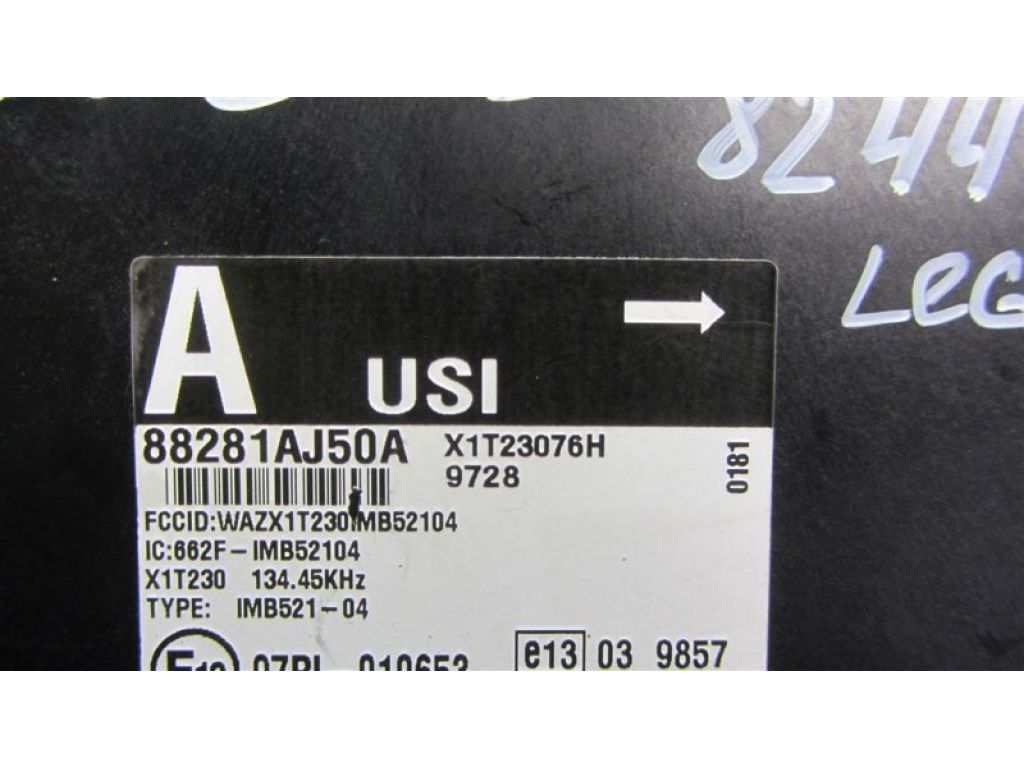 8244
LEG
A
USI
88281AJ50A
X1T23076H
9728
0181
FCCID:WAZX1T230IMB52104
IC:662F-IMB52104
X1T230 134.45KHz
TYPE: IMB521-04
e13 03 9857